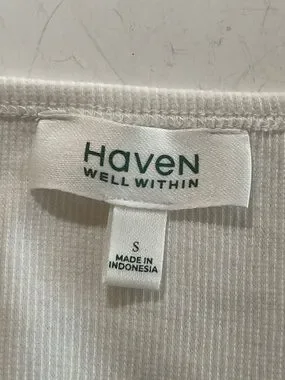 HaveN
WELL WITHIN
S
MADE IN
INDONESIA